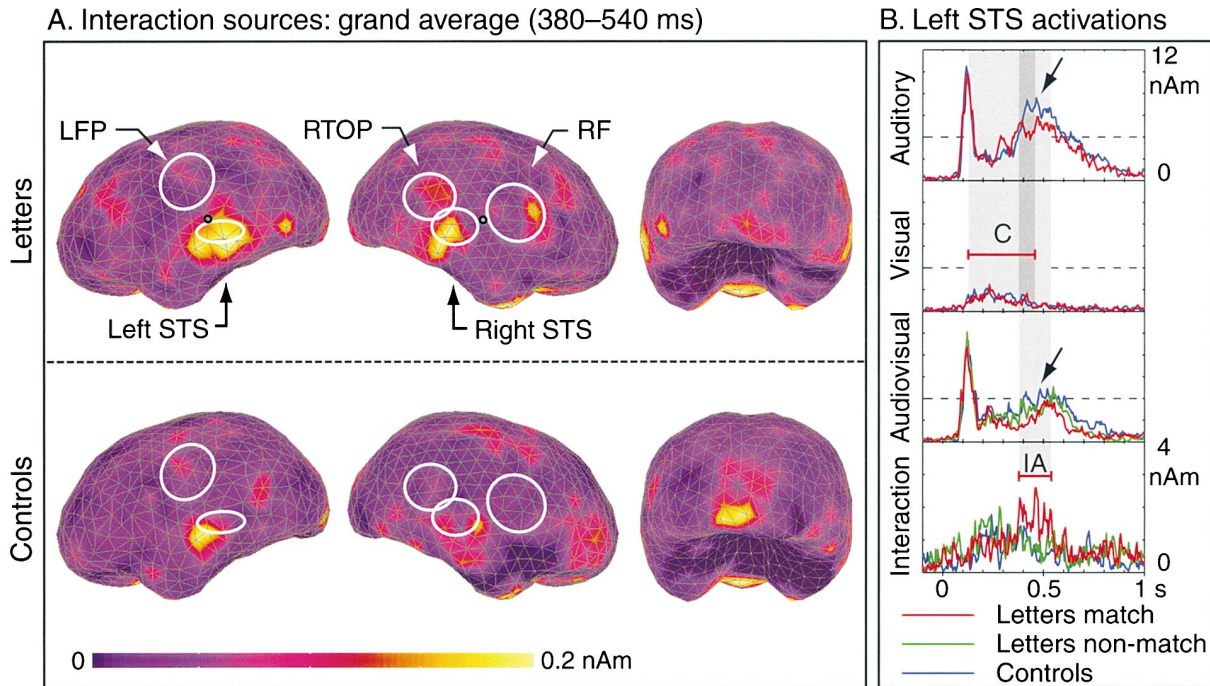 A. Interaction sources: grand average (380–540 ms)
LFP
RTOP
RF
Letters
Left STS
Right STS
Controls
0
0.2 nAm
B. Left STS activations
12
nAm
Auditory
0
Visual
C
Audiovisual
4
nAm
Interaction
IA
0
0
0.5
1 s
Letters match
Letters non-match
Controls